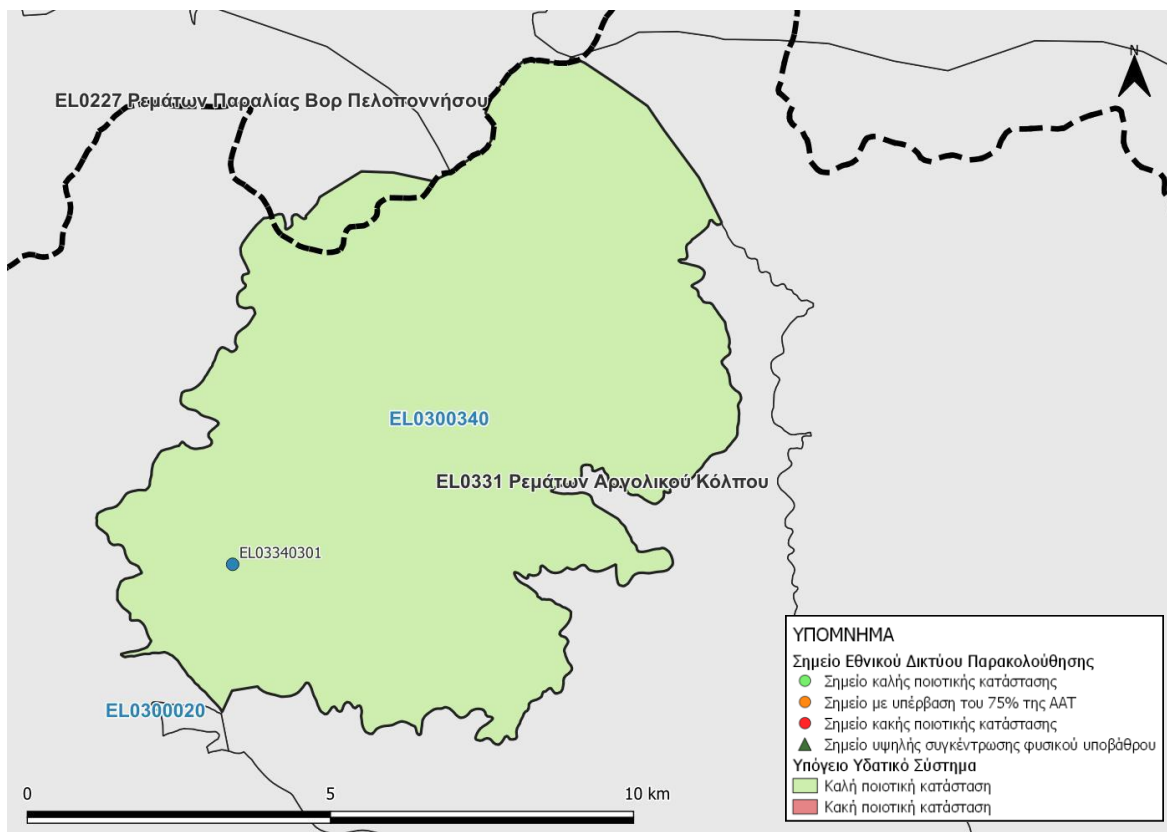 N
EL0227 Ρεμάτων Παραλίας Βορ Πελοποννήσου
EL0300340
EL0331 Ρεμάτων Αργολικού Κόλπου
EL03340301
EL0300020
0 5 10 km
ΥΠΟΜΝΗΜΑ
Σημείο Εθνικού Δικτύου Παρακολούθησης
Σημείο καλής ποιοτικής κατάστασης
Σημείο με υπέρβαση του 75% της ΑΑΤ
Σημείο κακής ποιοτικής κατάστασης
Σημείο υψηλής συγκέντρωσης φυσικού υποβάθρου
Υπόγειο Υδατικό Σύστημα
Καλή ποιοτική κατάσταση
Κακή ποιοτική κατάσταση